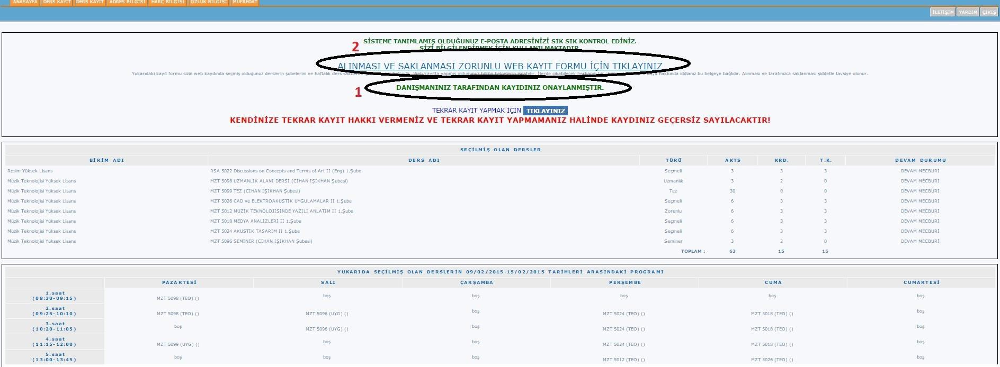 ANASAYFA DERS KAYIT DERS KAYIT ADRES BİLGİSİ HARÇ BİLGİSİ ÖZLÜK BİLGİSİ MÜFREDAT
İLETİŞİM YARDIM ÇIKIŞ
SİSTEME TANIMLAMIŞ OLDUĞUNUZ E-POSTA ADRESİNİZİ SIK SIK KONTROL EDİNİZ.
2
SİZİ BİLGİLENDİRMEK İÇİN KULLANILMAKTADIR.
ALINMASI VE SAKLANMASI ZORUNLU WEB KAYIT FORMU İÇİN TIKLAYINIZ
Yukarıdaki kayıt formu sizin web kaydında seçmiş oldugunuz derslerin şubelerini ve haftalık ders saatlerini belgedir. Web kayıtta yapmış oldugunuz bütün işlemlerin ispatıdır. İlerde çıkabilecek herhangi bir kayıt hakkında iddianız bu belgeye bağlıdır. Alınması ve tarafınızca saklanması şiddetle tavsiye olunur.
DANIŞMANINIZ TARAFINDAN KAYIDINIZ ONAYLANMIŞTIR.
1
TEKRAR KAYIT YAPMAK İÇİN TIKLAYINIZ
KENDİNİZE TEKRAR KAYIT HAKKI VERMENİZ VE TEKRAR KAYIT YAPMAMANIZ HALİNDE KAYDINIZ GEÇERSİZ SAYILACAKTIR!
SEÇİLMİŞ OLAN DERSLER
BİRİM ADI DERS ADI TÜRÜ AKTS KRD. T.K. DEVAM DURUMU
Resim Yüksek Lisans RSA 5022 Discussions on Concepts and Terms of Art II (Eng) 1.Şube Seçmeli 3 3 3 DEVAM MECBURİ
Müzik Teknolojisi Yüksek Lisans MZT 5098 UZMANLIK ALANI DERSİ (CİHAN IŞIKHAN Şubesi) Uzmanlık 3 2 0 DEVAM MECBURİ
Müzik Teknolojisi Yüksek Lisans MZT 5099 TEZ (CİHAN IŞIKHAN Şubesi) Tez 30 0 0 DEVAM MECBURİ
Müzik Teknolojisi Yüksek Lisans MZT 5026 CAD ve ELEKTROAKUSTİK UYGULAMALAR II 1.Şube Seçmeli 6 3 3 DEVAM MECBURİ
Müzik Teknolojisi Yüksek Lisans MZT 5012 MÜZİK TEKNOLOJİSİNDE YAZILI ANLATIM II 1.Şube Zorunlu 6 3 3 DEVAM MECBURİ
Müzik Teknolojisi Yüksek Lisans MZT 5018 MEDYA ANALİZLERİ II 1.Şube Seçmeli 6 3 3 DEVAM MECBURİ
Müzik Teknolojisi Yüksek Lisans MZT 5024 AKUSTİK TASARIM II 1.Şube Seçmeli 6 3 3 DEVAM MECBURİ
Müzik Teknolojisi Yüksek Lisans MZT 5096 SEMİNER (CİHAN IŞIKHAN Şubesi) Seminer 3 2 0 DEVAM MECBURİ
TOPLAM : 63 15 15
YUKARIDA SEÇİLMİŞ OLAN DERSLERİN 09/02/2015-15/02/2015 TARİHLERİ ARASINDAKİ PROGRAMI
PAZARTESİ SALI ÇARŞAMBA PERŞEMBE CUMA CUMARTESİ
1.saat
(08:30-09:15) MZT 5098 (TEO) () boş boş boş boş boş
2.saat
(09:25-10:10) MZT 5098 (TEO) () MZT 5096 (UYG) () boş MZT 5024 (TEO) () MZT 5018 (TEO) () boş
3.saat
(10:20-11:05) boş MZT 5096 (UYG) () boş MZT 5024 (TEO) () MZT 5018 (TEO) () boş
4.saat
(11:15-12:00) MZT 5099 (UYG) () boş boş MZT 5024 (TEO) () MZT 5018 (TEO) () boş
5.saat
(13:00-13:45) boş boş boş MZT 5012 (TEO) () MZT 5026 (TEO) () boş